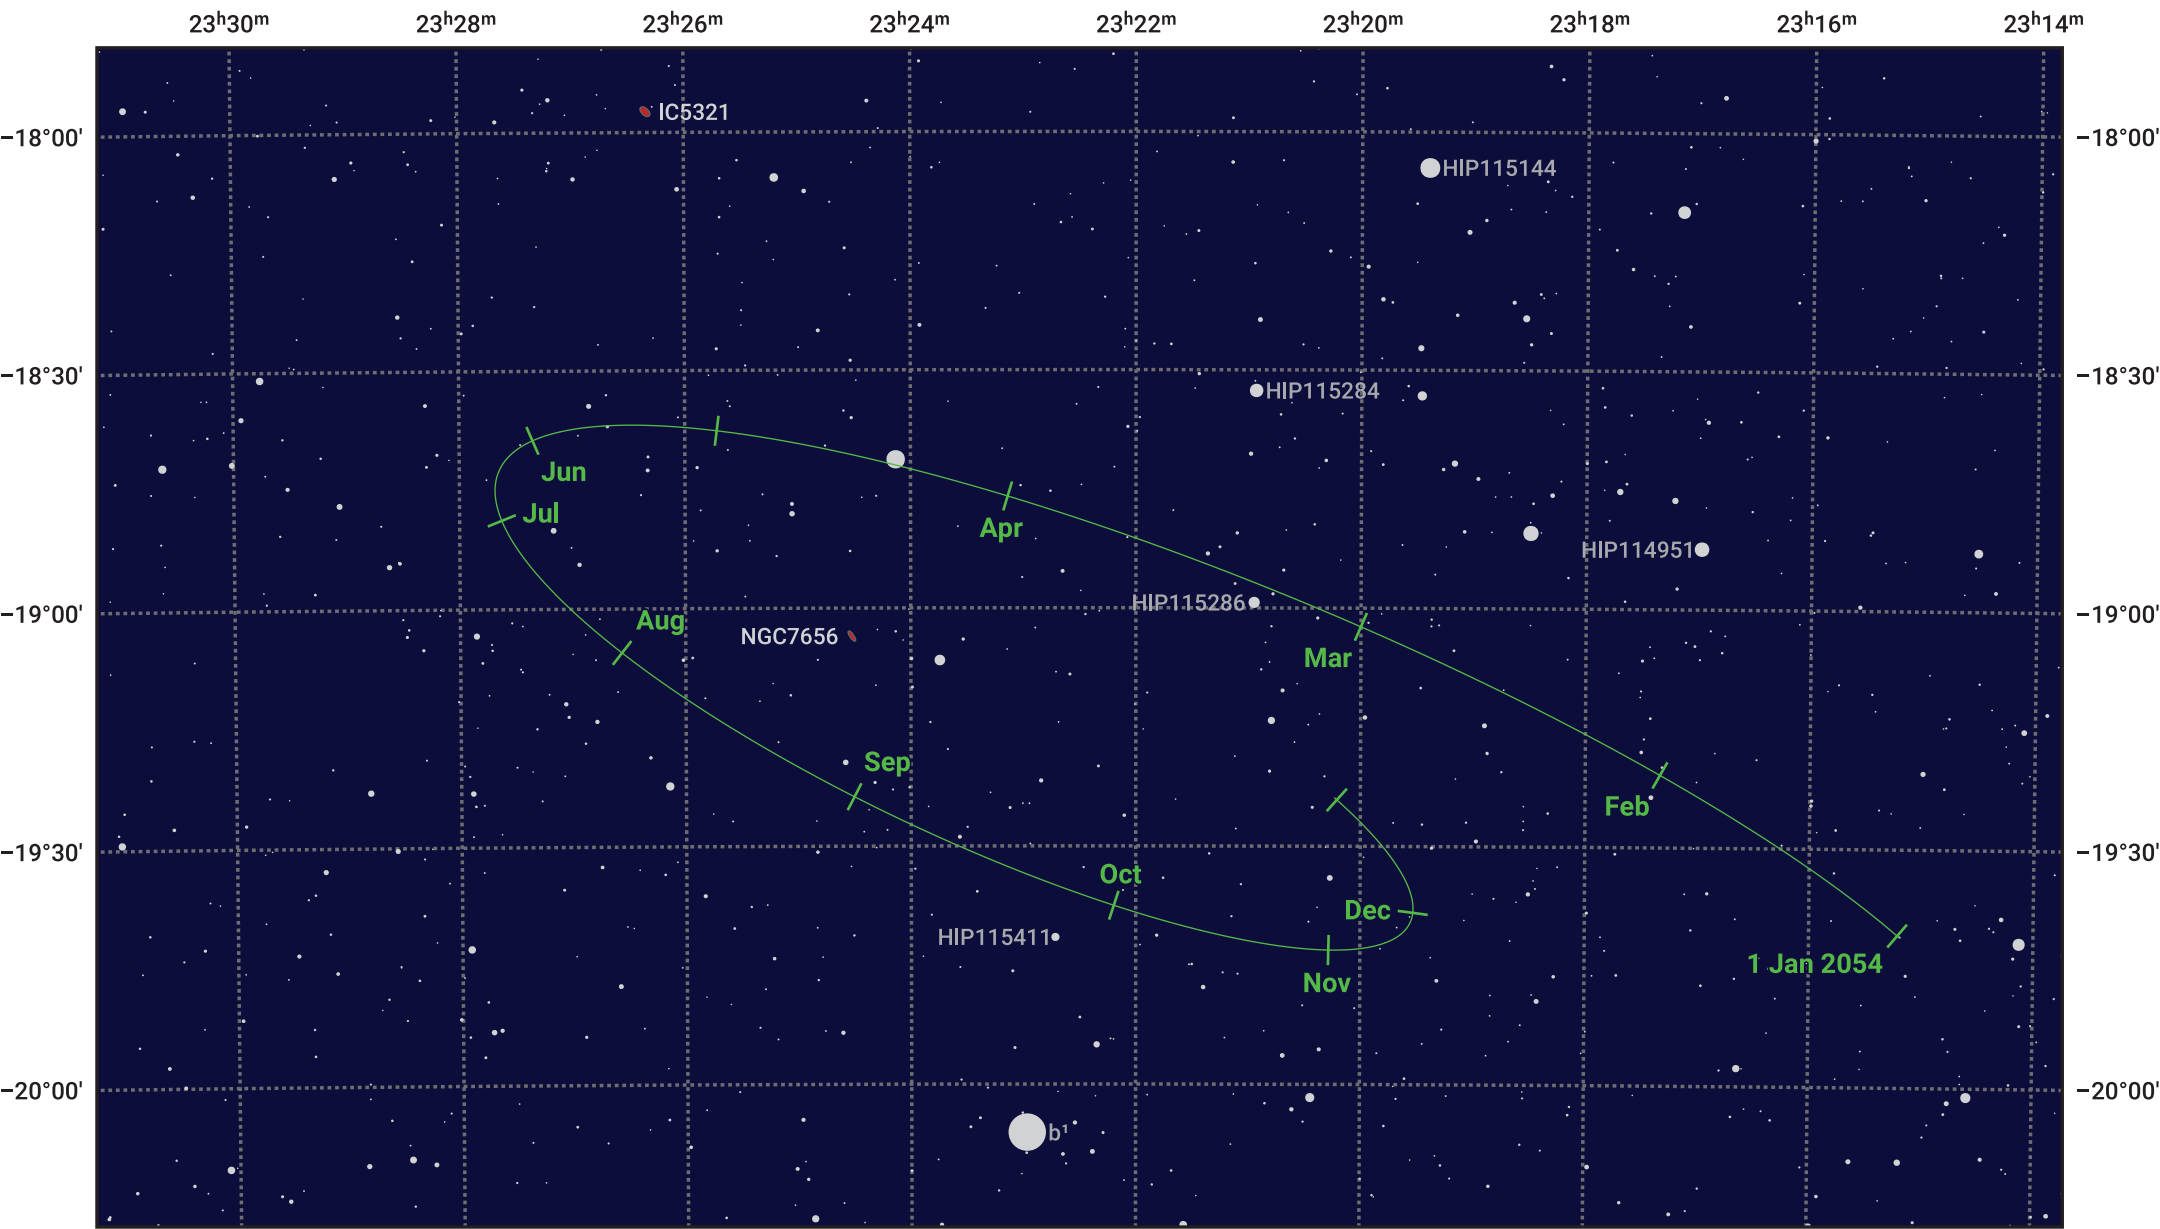 23ʰ30ᵐ 23ʰ28ᵐ 23ʰ26ᵐ 23ʰ24ᵐ 23ʰ22ᵐ 23ʰ20ᵐ 23ʰ18ᵐ 23ʰ16ᵐ 23ʰ14ᵐ
IC5321
−18°00' −18°00'
HIP115144
−18°30' −18°30'
HIP115284
Jun
Jul
Apr
HIP114951
HIP115286
−19°00' −19°00'
Aug
NGC7656
Mar
Sep
Feb
−19°30' −19°30'
Oct
Dec
HIP115411
1 Jan 2054
Nov
−20°00' −20°00'
b¹